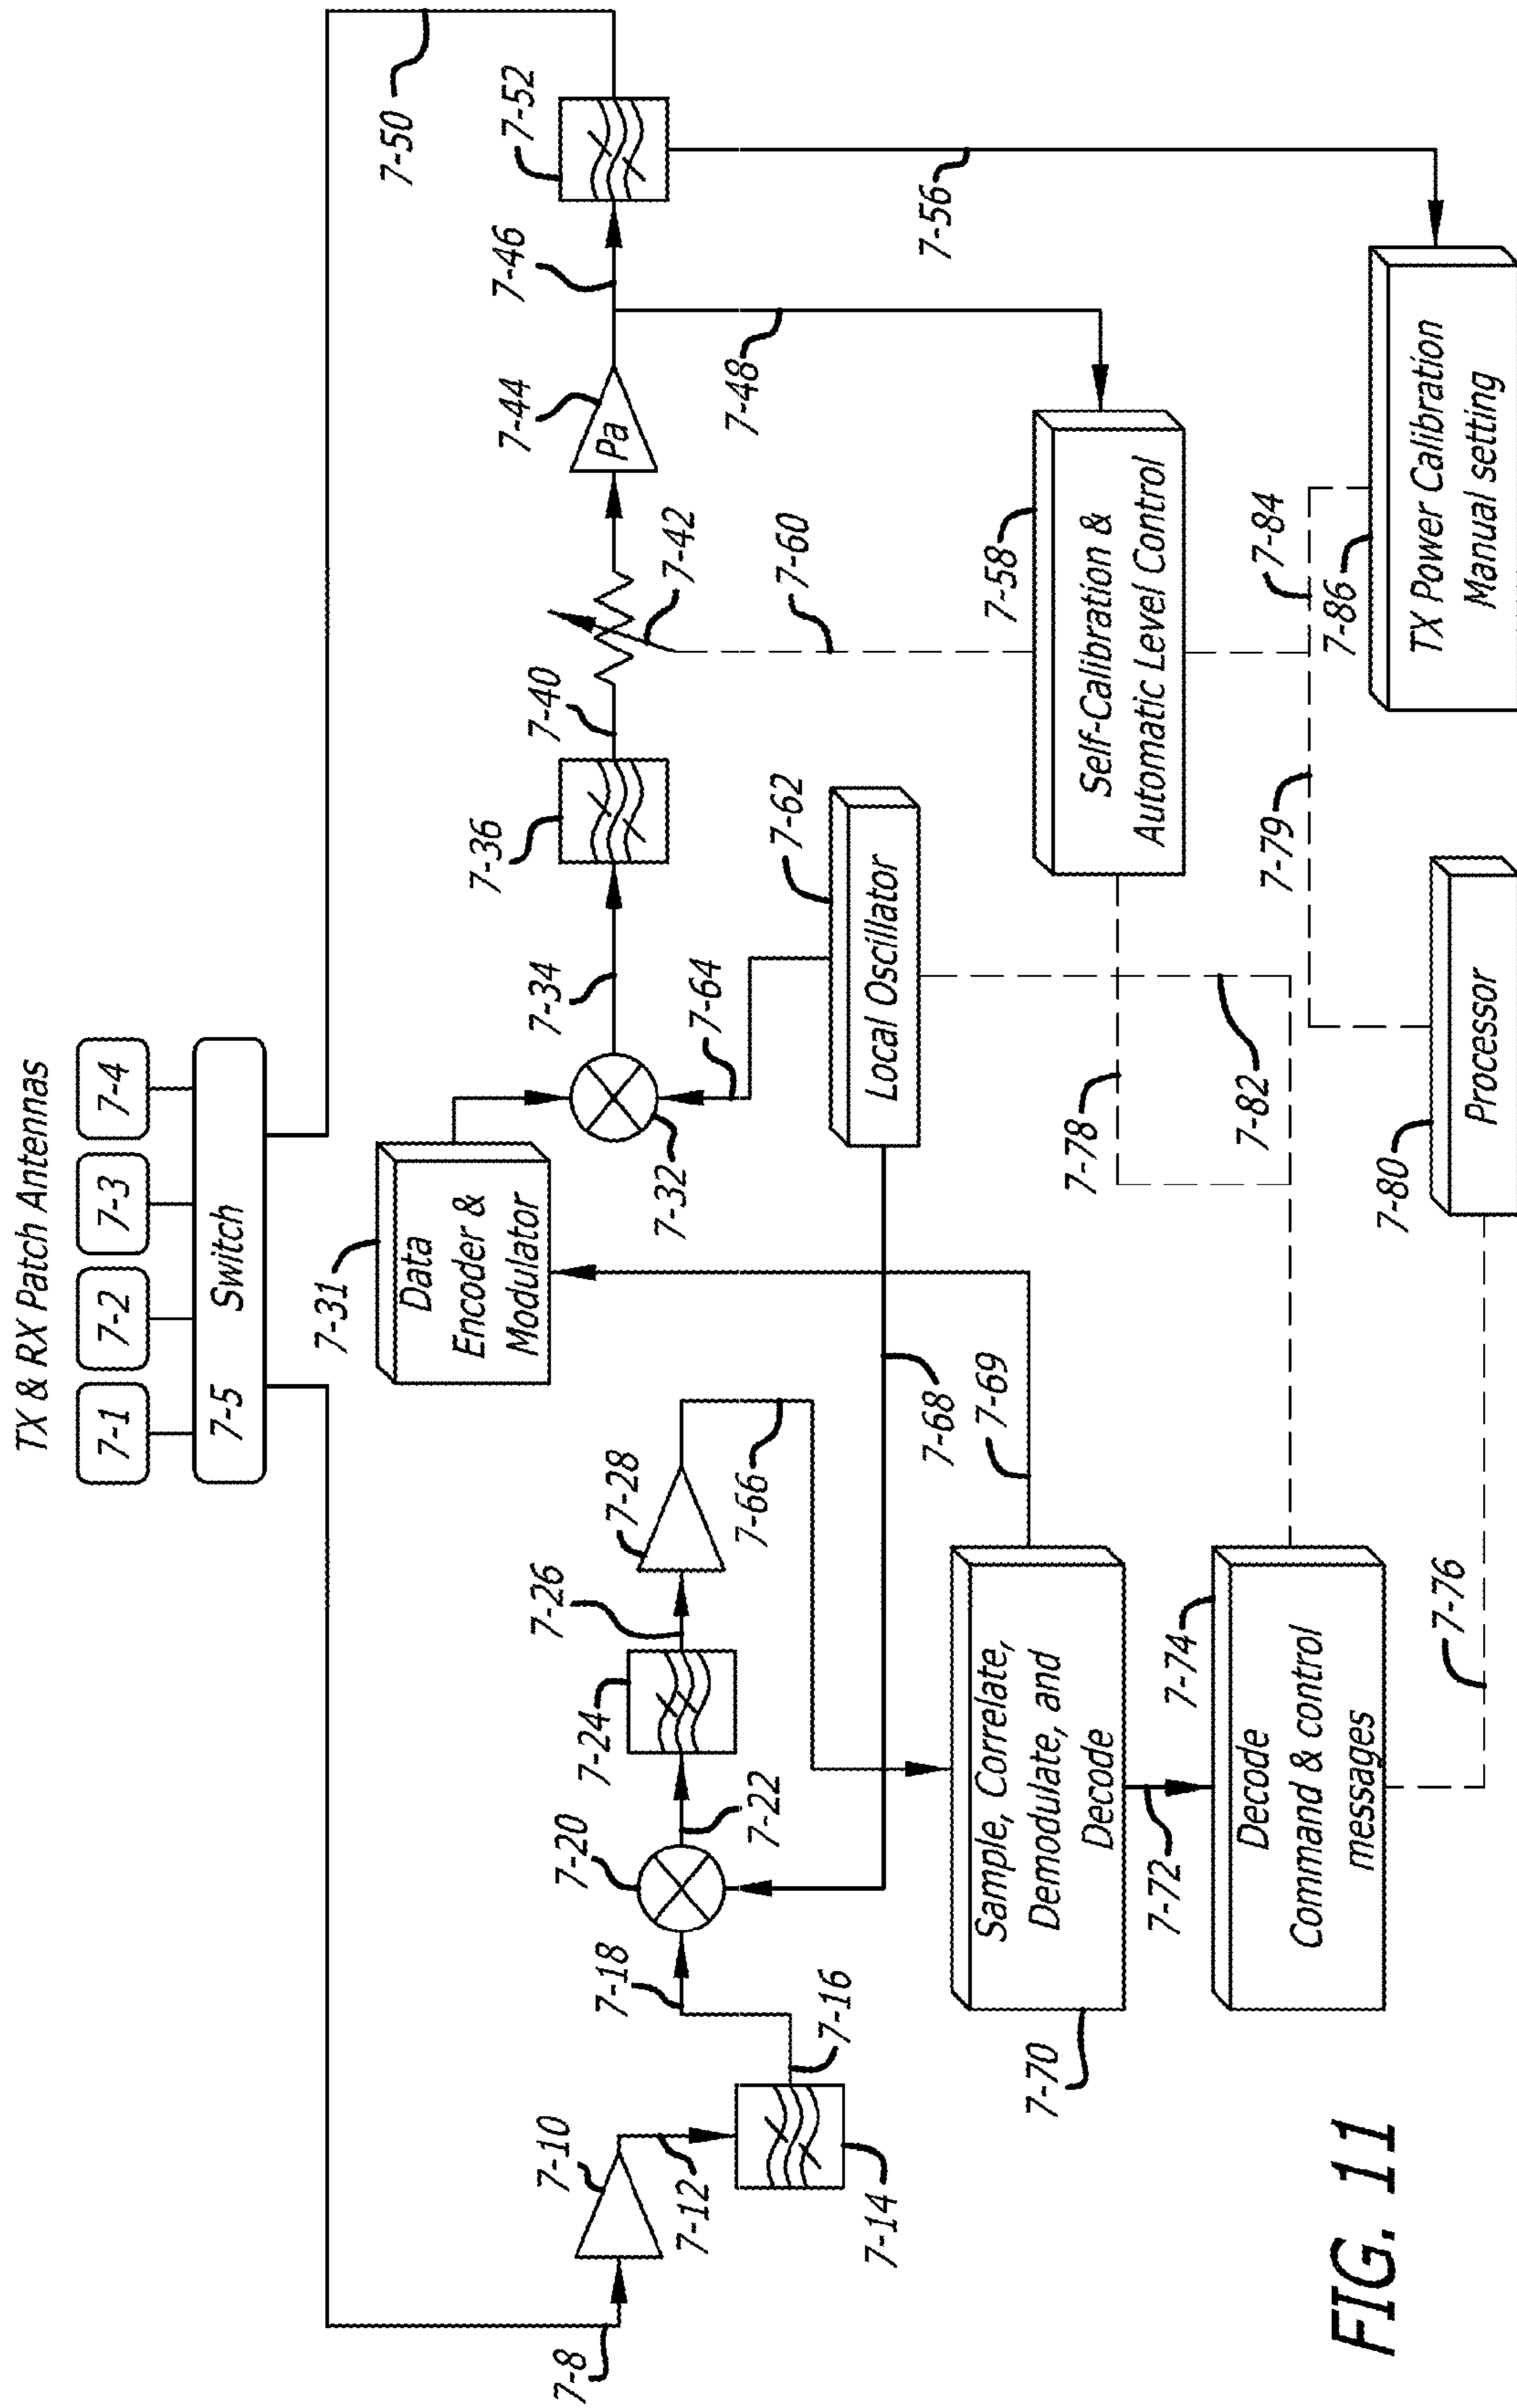 TX & RX Patch Antennas
7-1
7-2
7-3
7-4
7-5
Switch
7-50
7-8
7-10
7-12
7-14
7-16
7-18
7-20
7-22
7-24
7-26
7-28
7-66
7-31
Data
Encoder &
Modulator
7-32
7-34
7-36
7-40
7-42
7-44
Pa
7-46
7-52
7-48
7-56
7-60
7-64
7-62
Local Oscillator
7-68
7-69
7-58
Self-Calibration &
Automatic Level Control
7-70
Sample, Correlate,
Demodulate, and
Decode
7-72
7-74
Decode
Command & control
messages
7-76
7-78
7-82
7-79
7-84
7-80
Processor
7-86
TX Power Calibration
Manual setting
FIG. 11